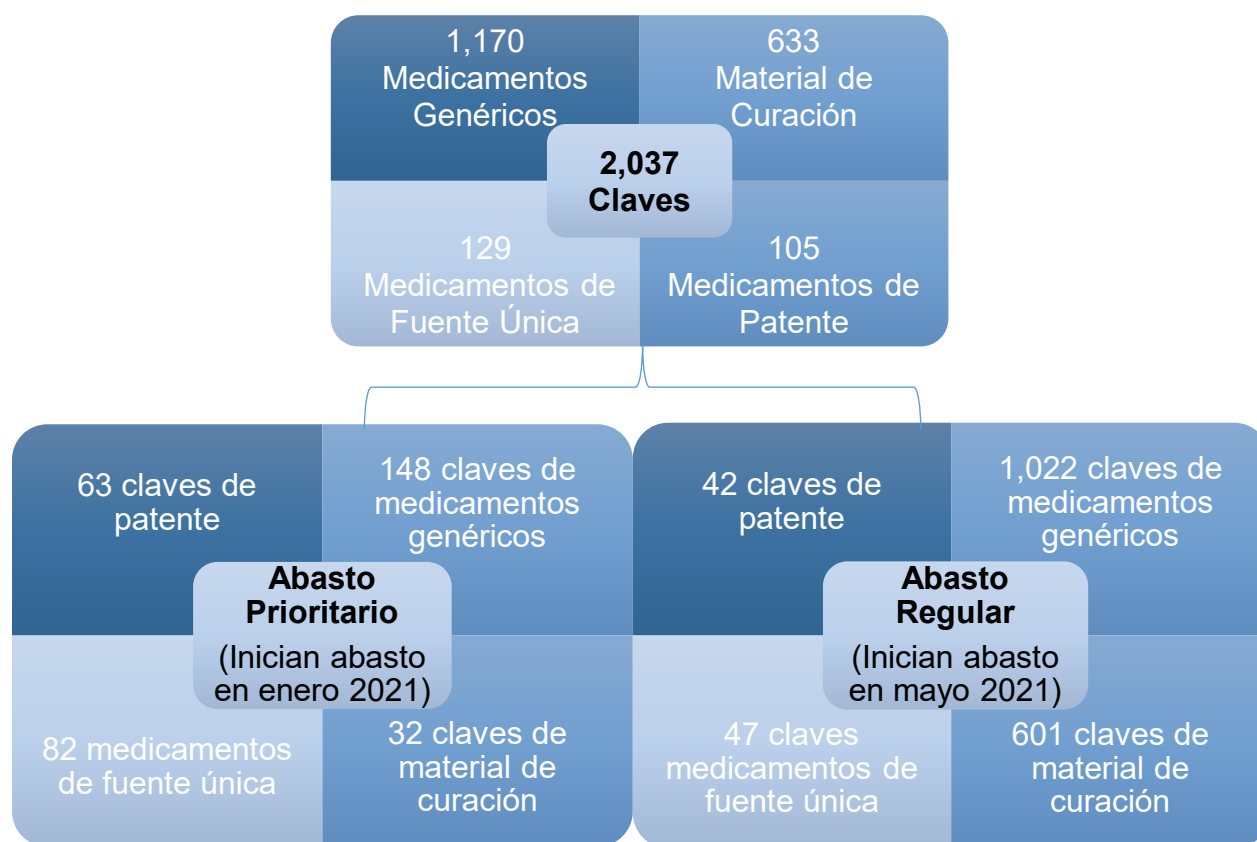 1,170
Medicamentos
Genéricos
633
Material de
Curación
2,037
Claves
129
Medicamentos de
Fuente Única
105
Medicamentos de
Patente
63 claves de
patente
148 claves de
medicamentos
genéricos
Abasto
Prioritario
(Inician abasto
en enero 2021)
82 medicamentos
de fuente única
32 claves de
material de
curación
42 claves de
patente
1,022 claves de
medicamentos
genéricos
Abasto
Regular
(Inician abasto
en mayo 2021)
47 claves
medicamentos de
fuente única
601 claves de
material de
curación